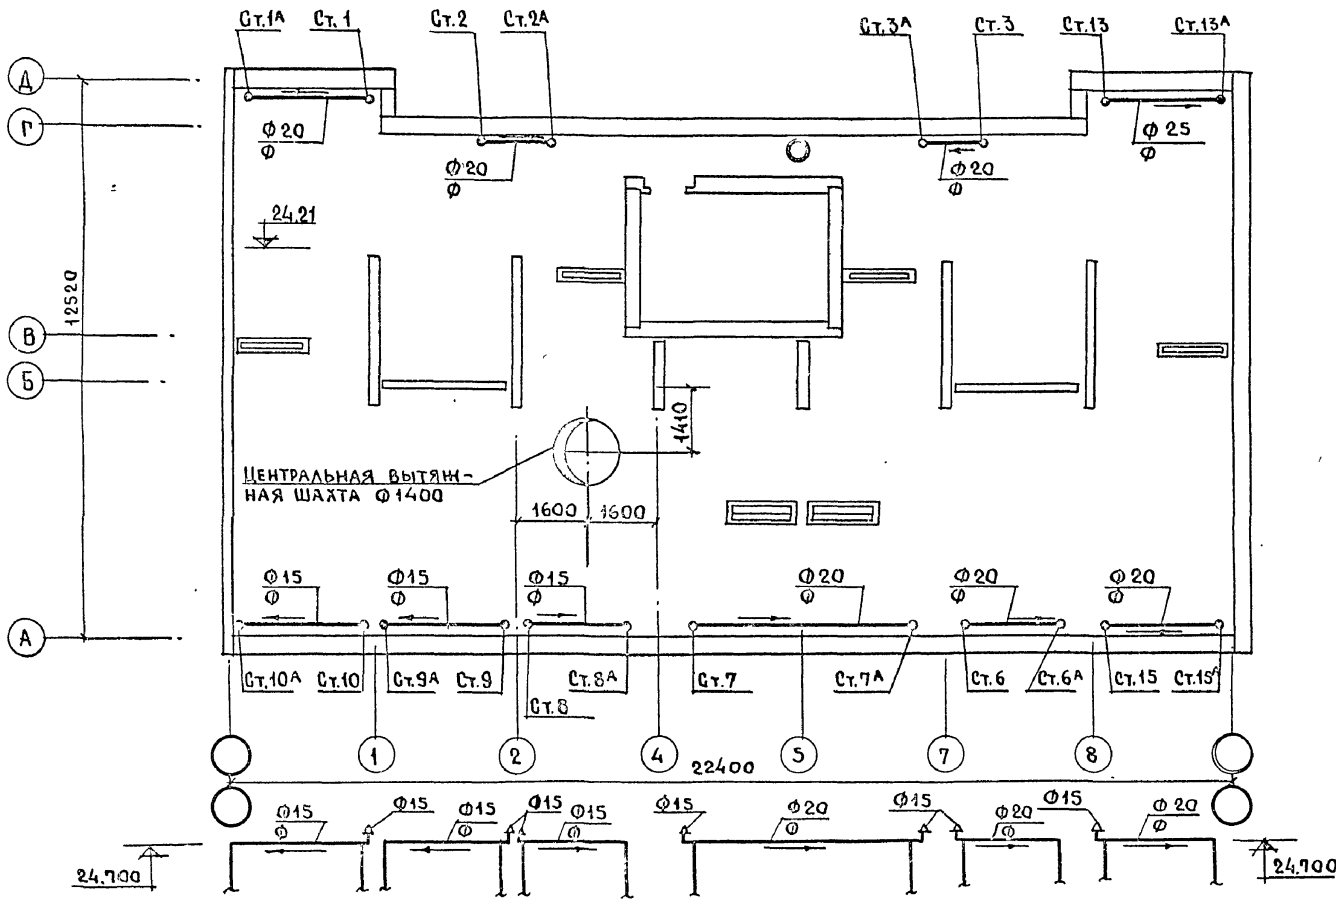 Ст.1А Ст.1 Ст.2 Ст.2А Ст.3А Ст.3 Ст.13 Ст.13А
Д
Г
Ф20
Ф
Ф20
Ф
Ф20
Ф
Ф25
Ф
24.21
12520
В
Б
1410
ЦЕНТРАЛЬНАЯ ВЫТЯЖ-
НАЯ ШАХТА Ф1400
1600 1600
Ф15
Ф
Ф15
Ф
Ф15
Ф
Ф20
Ф
Ф20
Ф
Ф20
Ф
А
Ст.10А Ст.10 Ст.9А Ст.9 Ст.8А Ст.7 Ст.7А Ст.6 Ст.6А Ст.15 Ст.15А
Ст.8
1 2 4 5 7 8
22400
Ф15
Ф
Ф15
Ф15
Ф
Ф15
Ф15
Ф
Ф15
Ф20
Ф
Ф15
Ф20
Ф
Ф15
Ф20
Ф
24.700
24.700